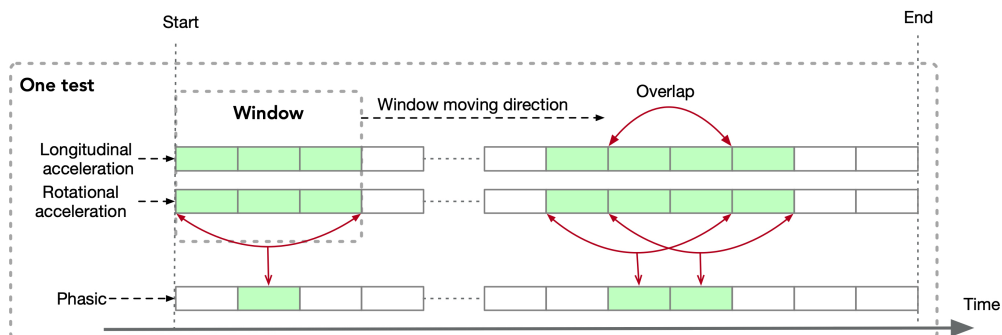 Start
End
One test
Window
Window moving direction
Overlap
Longitudinal
acceleration
Rotational
acceleration
Phasic
Time